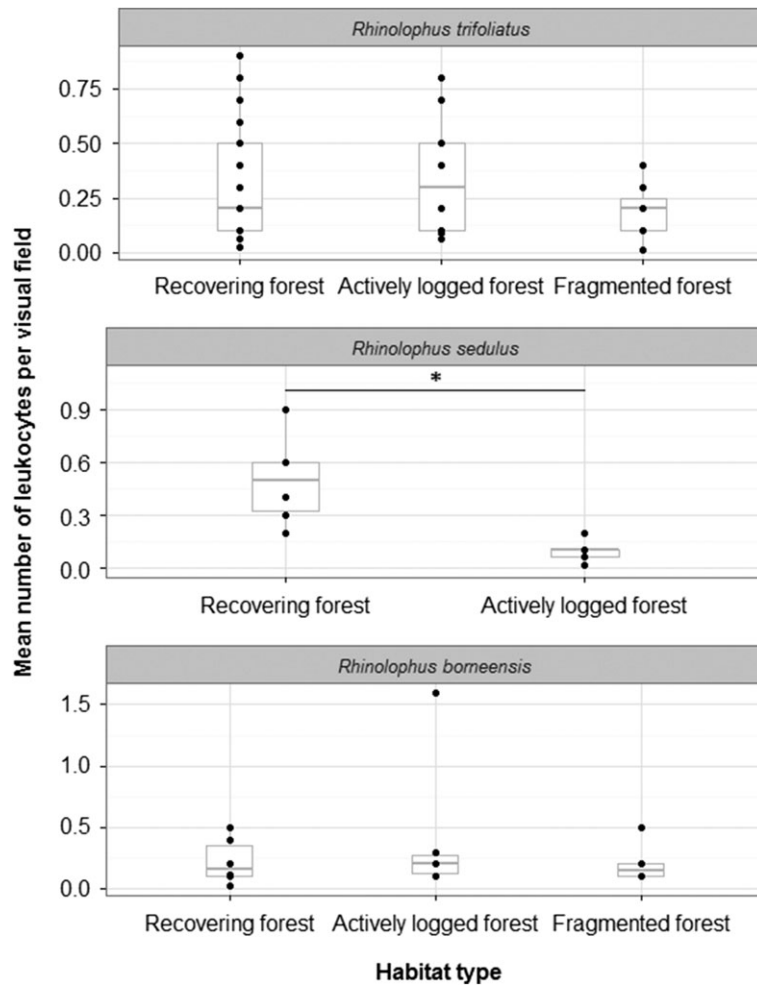 Rhinolophus trifoliatus
0.75
0.50
0.25
0.00
Recovering forest Actively logged forest Fragmented forest
Mean number of leukocytes per visual field
Rhinolophus sedulus
*
0.9
0.6
0.3
0.0
Recovering forest Actively logged forest
Rhinolophus borneensis
1.5
1.0
0.5
0.0
Recovering forest Actively logged forest Fragmented forest
Habitat type